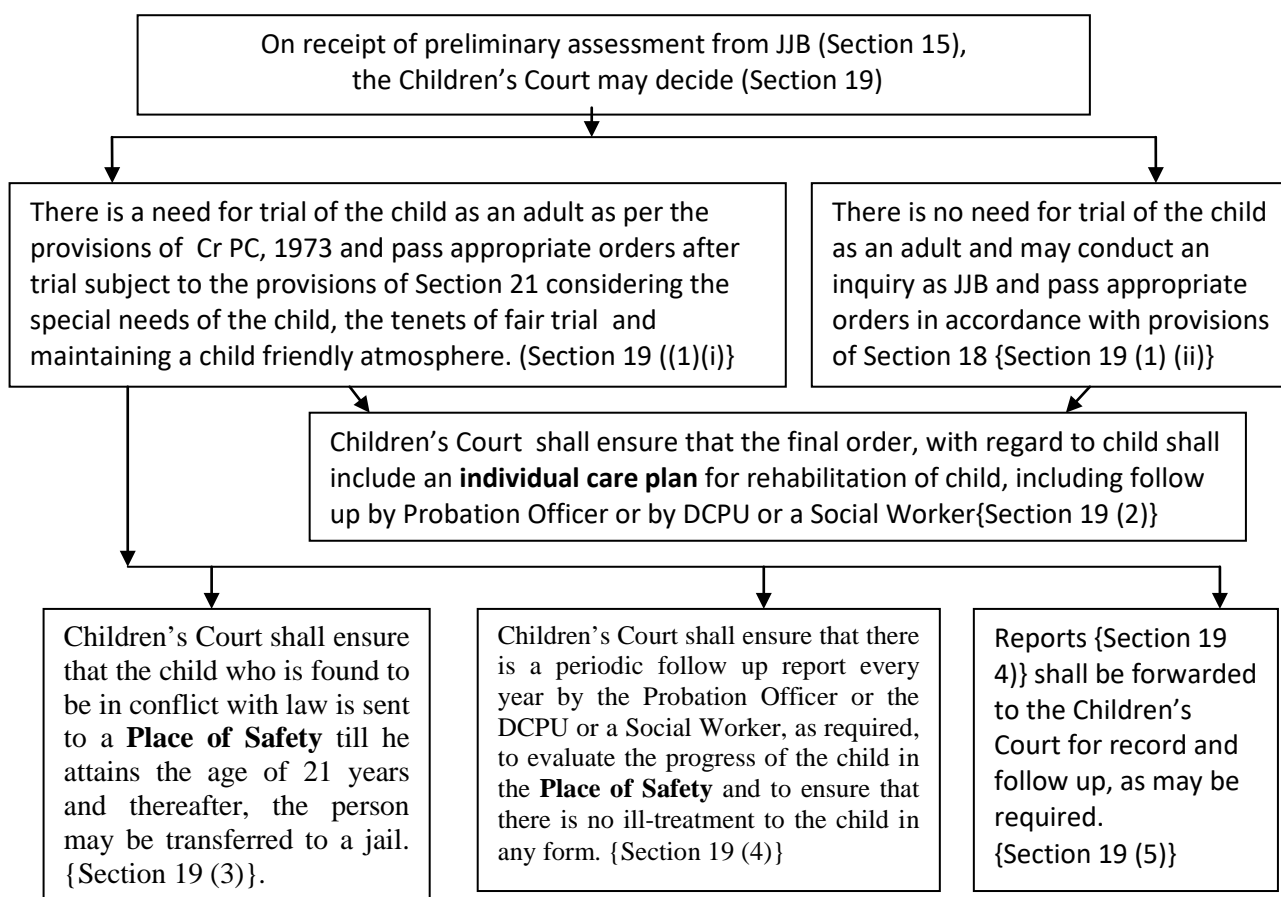 On receipt of preliminary assessment from JJB (Section 15),
the Children’s Court may decide (Section 19)
There is a need for trial of the child as an adult as per the
provisions of Cr PC, 1973 and pass appropriate orders after
trial subject to the provisions of Section 21 considering the
special needs of the child, the tenets of fair trial and
maintaining a child friendly atmosphere. (Section 19 ((1)(i)}
There is no need for trial of the child
as an adult and may conduct an
inquiry as JJB and pass appropriate
orders in accordance with provisions
of Section 18 {Section 19 (1) (ii)}
Children’s Court shall ensure that the final order, with regard to child shall
include an individual care plan for rehabilitation of child, including follow
up by Probation Officer or by DCPU or a Social Worker{Section 19 (2)}
Children’s Court shall ensure
that the child who is found to
be in conflict with law is sent
to a Place of Safety till he
attains the age of 21 years
and thereafter, the person
may be transferred to a jail.
{Section 19 (3)}.
Children’s Court shall ensure that there
is a periodic follow up report every
year by the Probation Officer or the
DCPU or a Social Worker, as required,
to evaluate the progress of the child in
the Place of Safety and to ensure that
there is no ill-treatment to the child in
any form. {Section 19 (4)}
Reports {Section 19
4)} shall be forwarded
to the Children’s
Court for record and
follow up, as may be
required.
{Section 19 (5)}